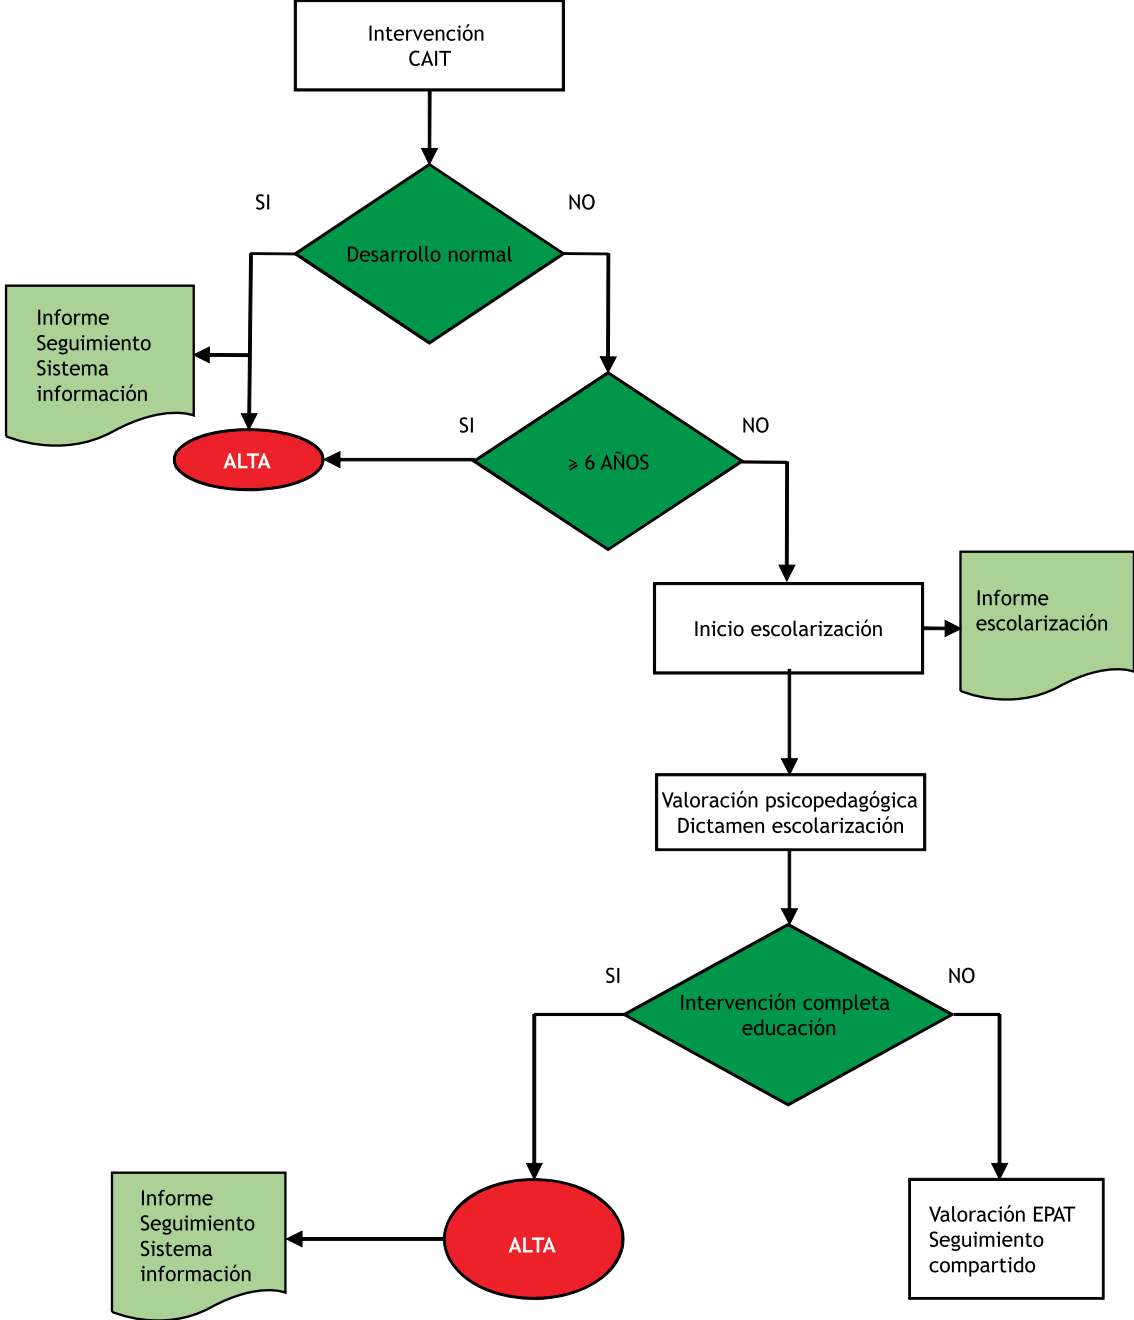 Intervención
CAIT
SI
NO
Desarrollo normal
Informe
Seguimiento
Sistema
información
SI
NO
ALTA
⩾ 6 AÑOS
Informe
escolarización
Inicio escolarización
Valoración psicopedagógica
Dictamen escolarización
SI
NO
Intervención completa
educación
Informe
Seguimiento
Sistema
información
ALTA
Valoración EPAT
Seguimiento
compartido